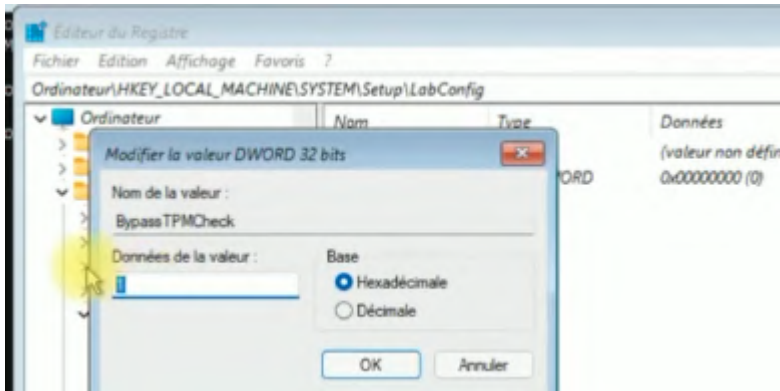 Éditeur du Registre
Fichier Edition Affichage Favoris ?
Ordinateur\HKEY_LOCAL_MACHINE\SYSTEM\Setup\LabConfig
Ordinateur
Nom Type Données
(valeur non défin
ORD 0x00000000 (0)
Modifier la valeur DWORD 32 bits
Nom de la valeur :
BypassTPMCheck
Données de la valeur : Base
1 Hexadécimale
Décimale
OK Annuler